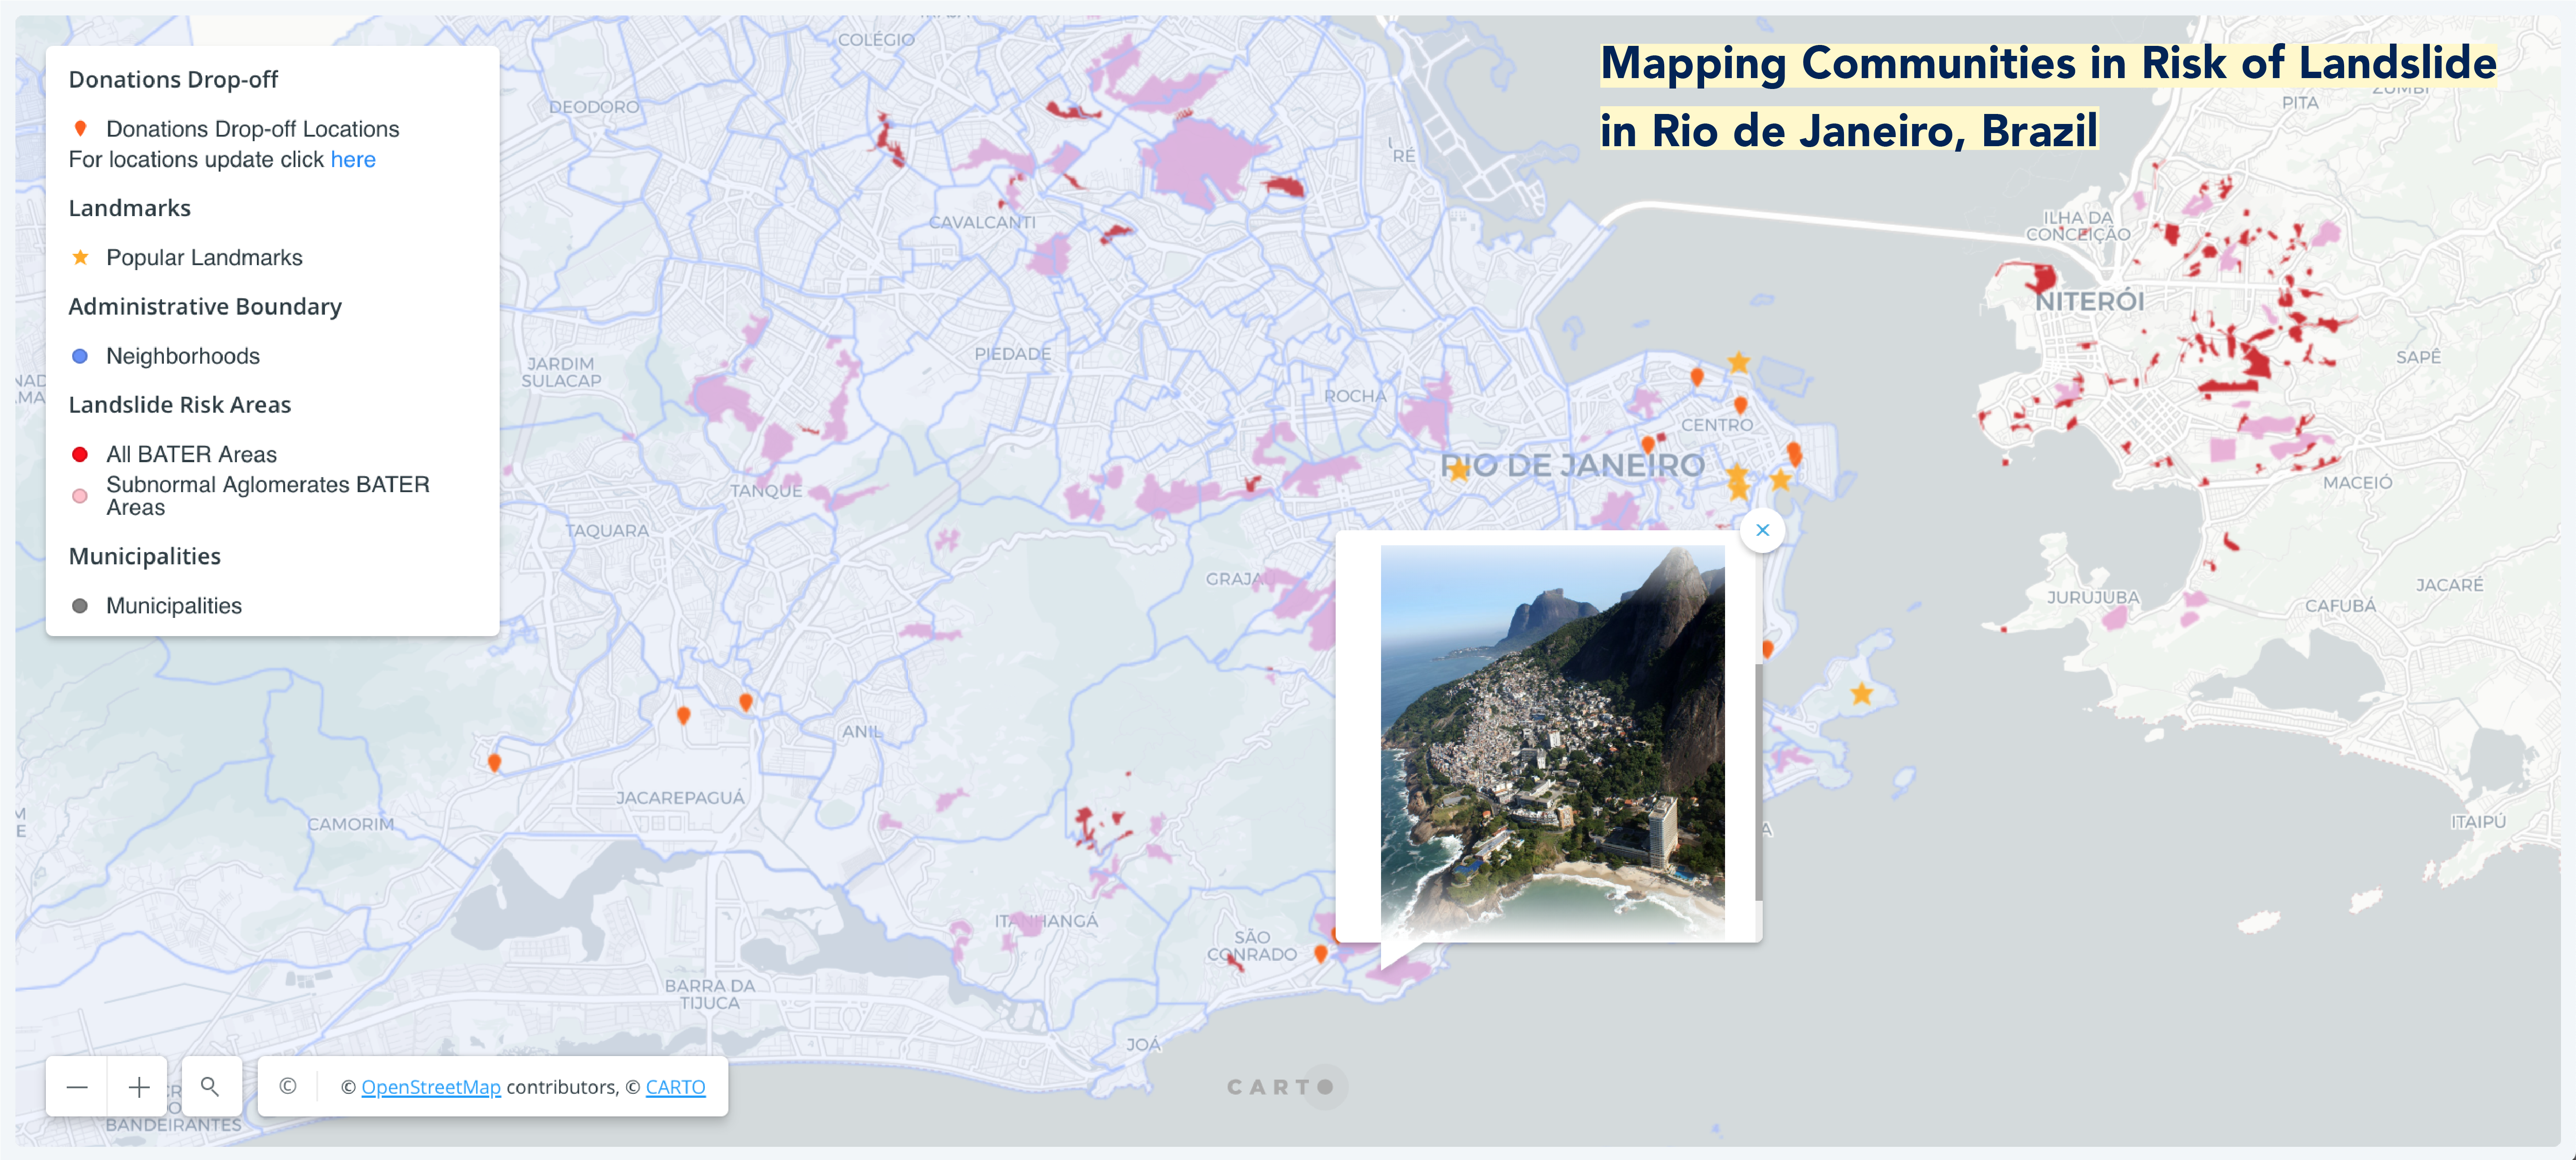 Mapping Communities in Risk of Landslide
in Rio de Janeiro, Brazil
Donations Drop-off
Donations Drop-off Locations
For locations update click here
Landmarks
Popular Landmarks
Administrative Boundary
Neighborhoods
Landslide Risk Areas
All BATER Areas
Subnormal Aglomerates BATER
Areas
Municipalities
Municipalities
COLÉGIO
DEODORO
RÉ
PITA
CAVALCANTI
ILHA DA
CONCEIÇÃO
NITERÓI
JARDIM
SULACAP
PIEDADE
SAPÊ
ROCHA
CENTRO
RIO DE JANEIRO
TANQUE
MACEIÓ
TAQUARA
GRAJAÚ
JURUJUBA
JACARÉ
CAFUBÁ
ANIL
JACAREPAGUÁ
CAMORIM
ITAIPÚ
ITANHANGÁ
SÃO
CONRADO
BARRA DA
TIJUCA
JOÁ
BANDEIRANTES
© © OpenStreetMap contributors, © CARTO
CARTO